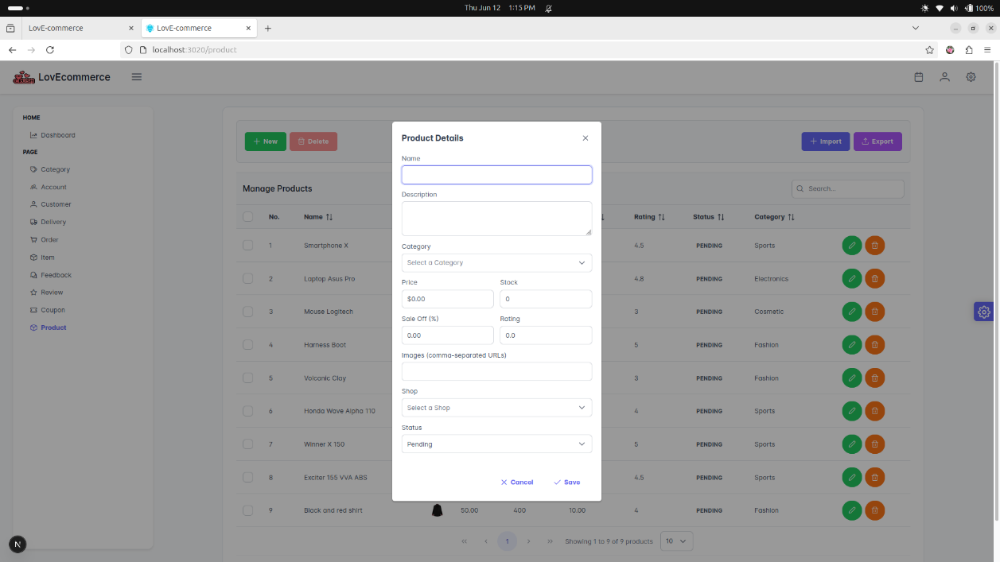 Thu Jun 12 1:15 PM
100%
LovE-commerce
LovE-commerce
localhost:3020/product
CRUSH
LovEcommerce
HOME
Dashboard
PAGE
Category
Account
Customer
Delivery
Order
Item
Feedback
Review
Coupon
Product
New
Delete
Import
Export
Manage Products
Search...
No. Name Rating Status Category
1 Smartphone X 4.5 PENDING Sports
2 Laptop Asus Pro 4.8 PENDING Electronics
3 Mouse Logitech 3 PENDING Cosmetic
4 Harness Boot 5 PENDING Fashion
5 Volcanic Clay 3 PENDING Fashion
6 Honda Wave Alpha 110 4 PENDING Sports
7 Winner X 150 5 PENDING Sports
8 Exciter 155 VVA ABS 4.5 PENDING Sports
9 Black and red shirt 50.00 400 10.00 4 PENDING Fashion
1
Showing 1 to 9 of 9 products
10
N
Product Details
Name
Description
Category
Select a Category
Price Stock
$0.00 0
Sale Off (%) Rating
0.00 0.0
Images (comma-separated URLs)
Shop
Select a Shop
Status
Pending
Cancel
Save